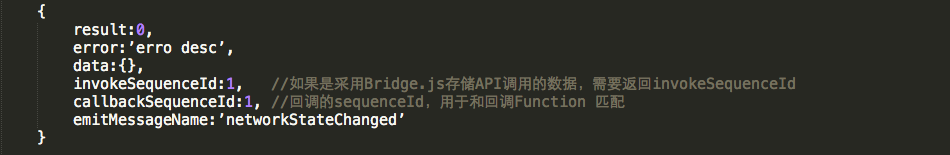 {
result:0,
error:’erro desc’,
data:{},
invokeSequenceId:1, //如果是采用Bridge.js存储API调用的数据，需要返回invokeSequenceId
callbackSequenceId:1, //回调的sequenceId，用于和回调Function 匹配
emitMessageName:’networkStateChanged’
}